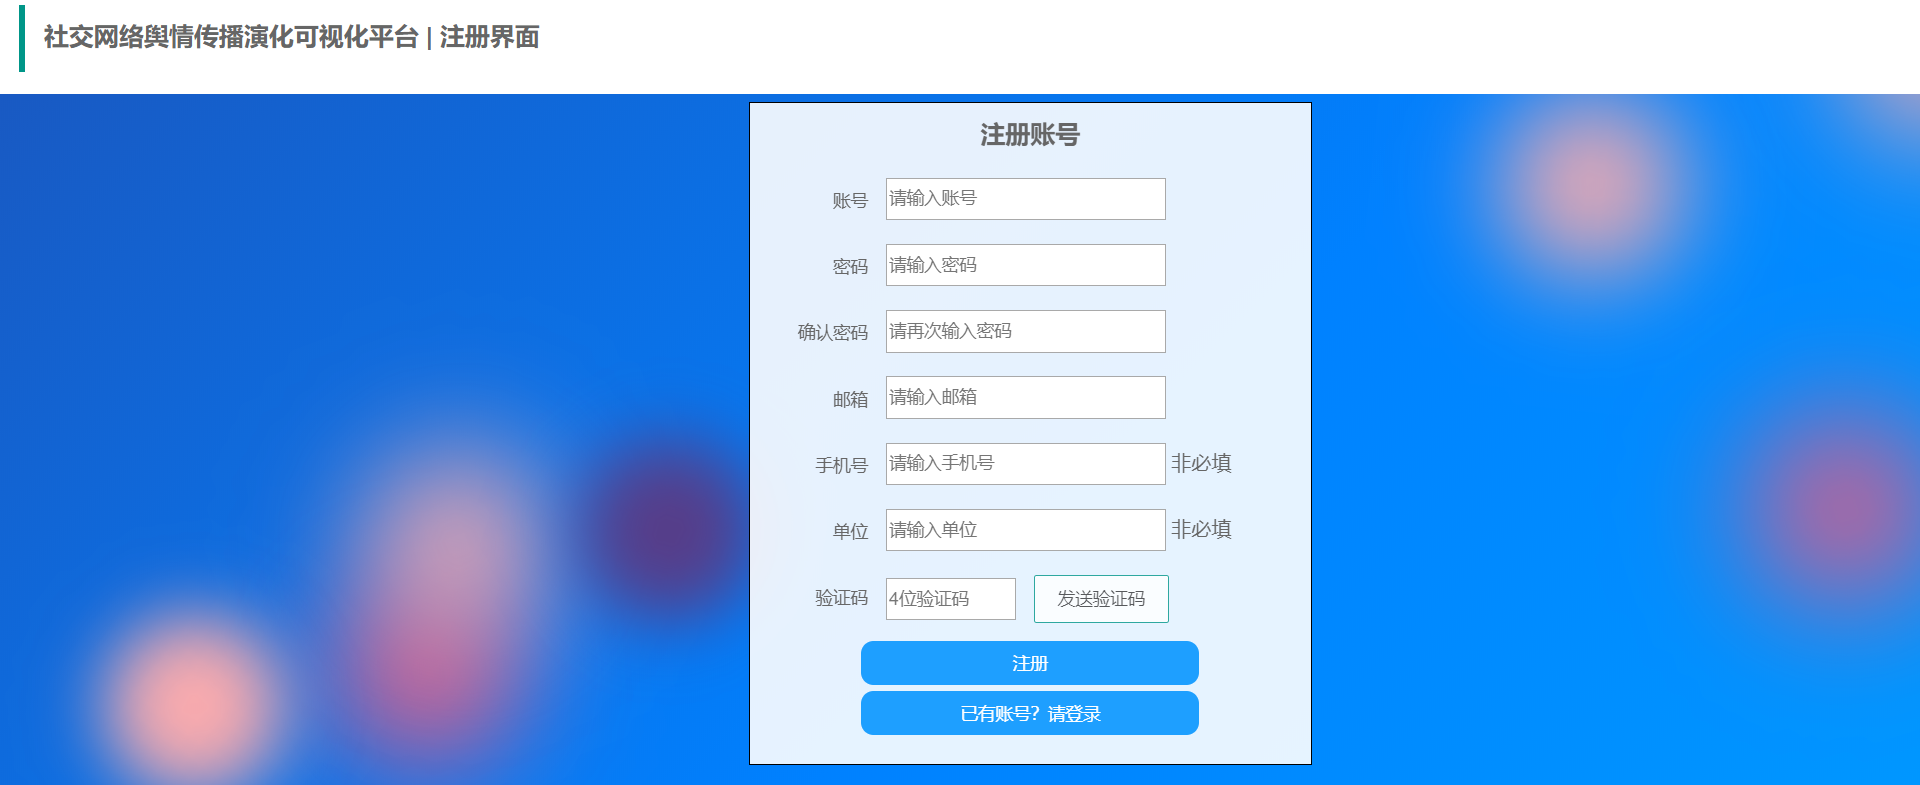 社交网络舆情传播演化可视化平台 | 注册界面
注册账号
账号 请输入账号
密码 请输入密码
确认密码 请再次输入密码
邮箱 请输入邮箱
手机号 请输入手机号 非必填
单位 请输入单位 非必填
验证码 4位验证码 发送验证码
注册
已有账号？请登录